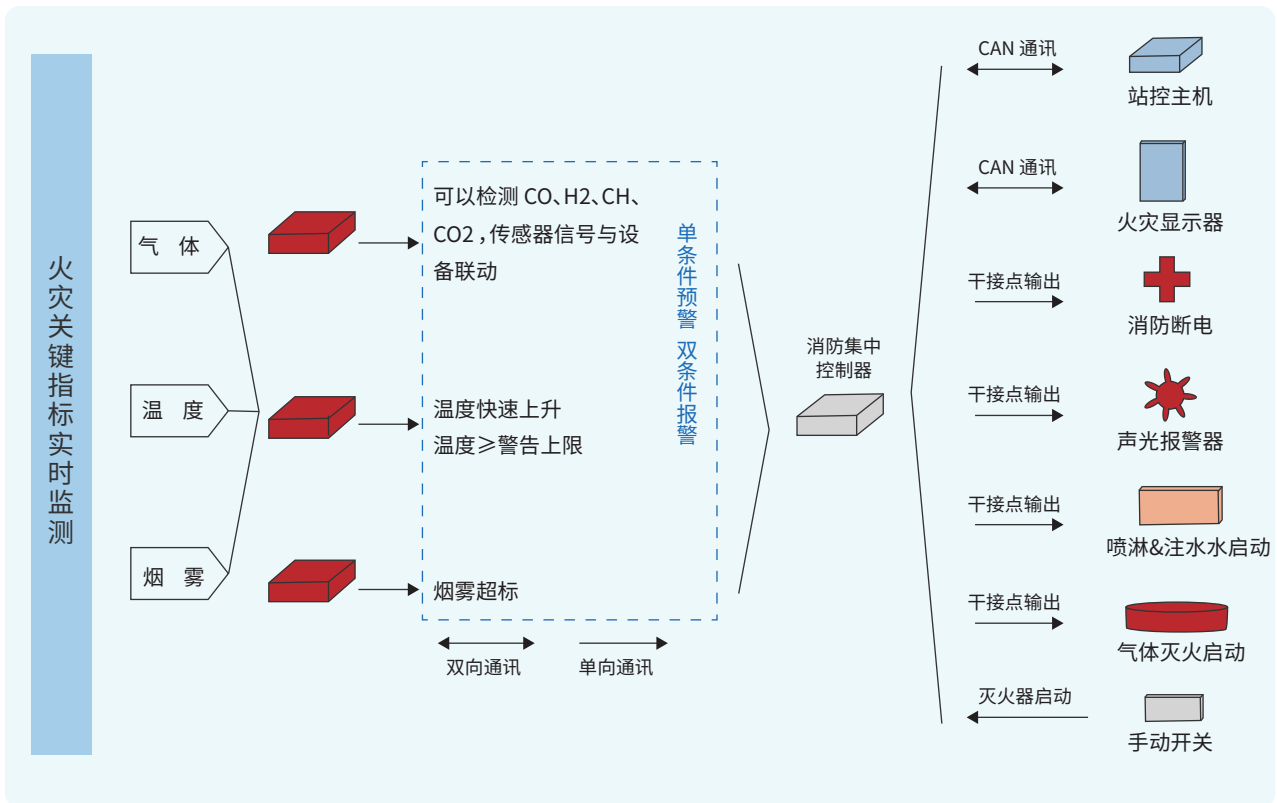 火灾关键指标实时监测
气 体
温 度
烟 雾
可以检测 CO、H2、CH、
CO2 ,传感器信号与设
备联动
温度快速上升
温度≥警告上限
烟雾超标
单条件预警 双条件报警
双向通讯
单向通讯
消防集中
控制器
CAN 通讯
站控主机
CAN 通讯
火灾显示器
干接点输出
消防断电
干接点输出
声光报警器
干接点输出
喷淋&注水水启动
干接点输出
气体灭火启动
灭火器启动
手动开关